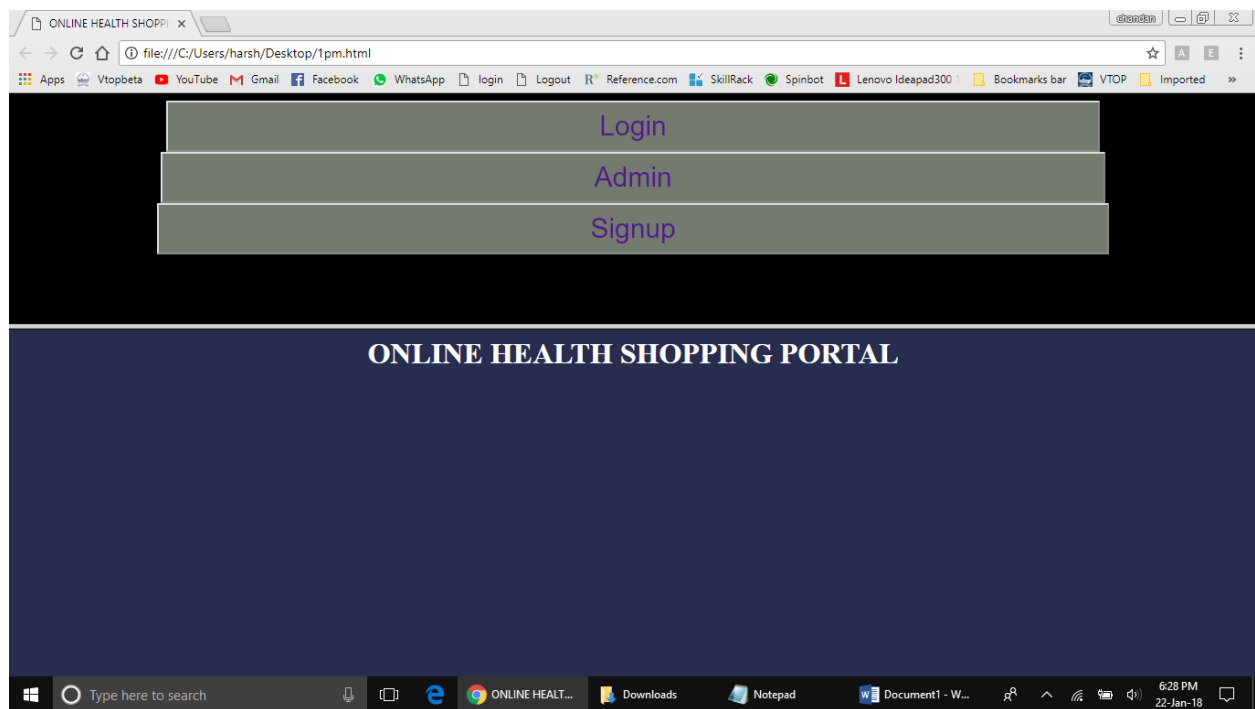 ONLINE HEALTH SHOPPI
chandan
file:///C:/Users/harsh/Desktop/1pm.html
A E
Apps Vtopbeta YouTube M Gmail f Facebook WhatsApp login Logout R+ Reference.com SkillRack Spinbot L Lenovo Ideapad300 1 Bookmarks bar VTOP Imported »
Login
Admin
Signup
ONLINE HEALTH SHOPPING PORTAL
Type here to search ONLINE HEALT... Downloads Notepad Document1 - W... 6:28 PM
22-Jan-18